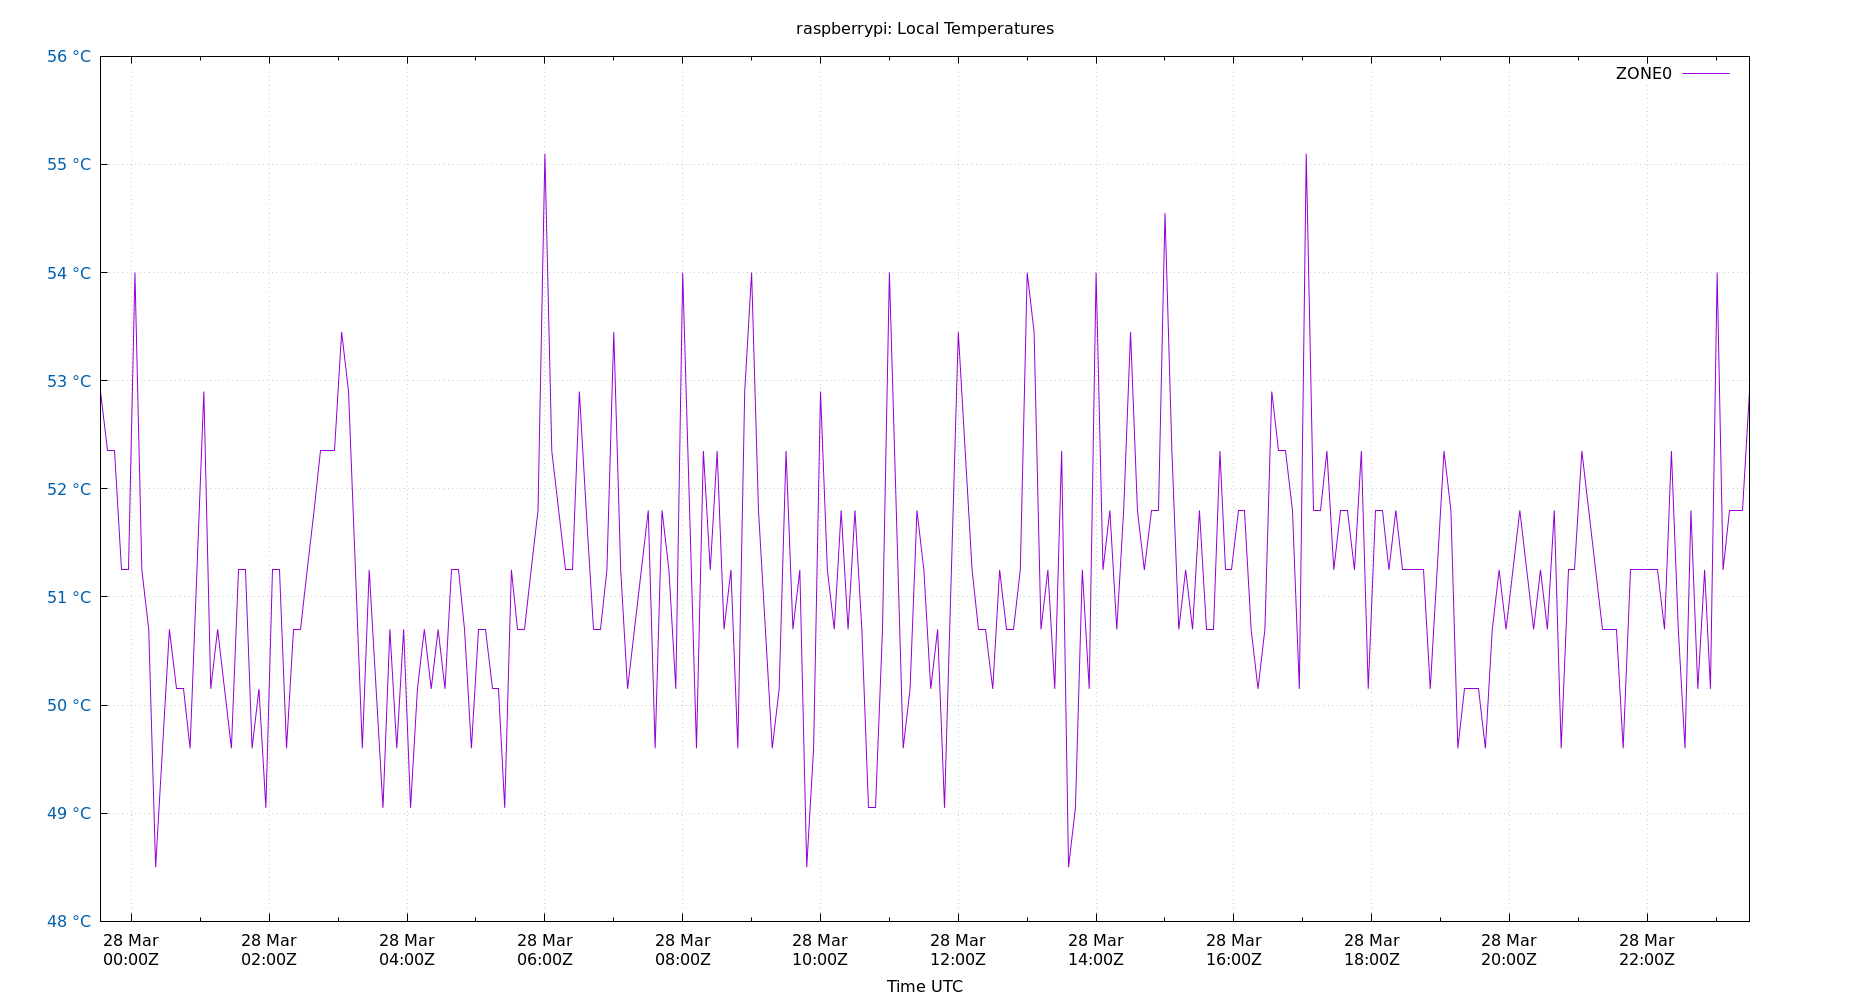 raspberrypi: Local Temperatures
ZONE0
56 °C
55 °C
54 °C
53 °C
52 °C
51 °C
50 °C
49 °C
48 °C
28 Mar 28 Mar 28 Mar 28 Mar 28 Mar 28 Mar 28 Mar 28 Mar 28 Mar 28 Mar 28 Mar 28 Mar
00:00Z 02:00Z 04:00Z 06:00Z 08:00Z 10:00Z 12:00Z 14:00Z 16:00Z 18:00Z 20:00Z 22:00Z
Time UTC